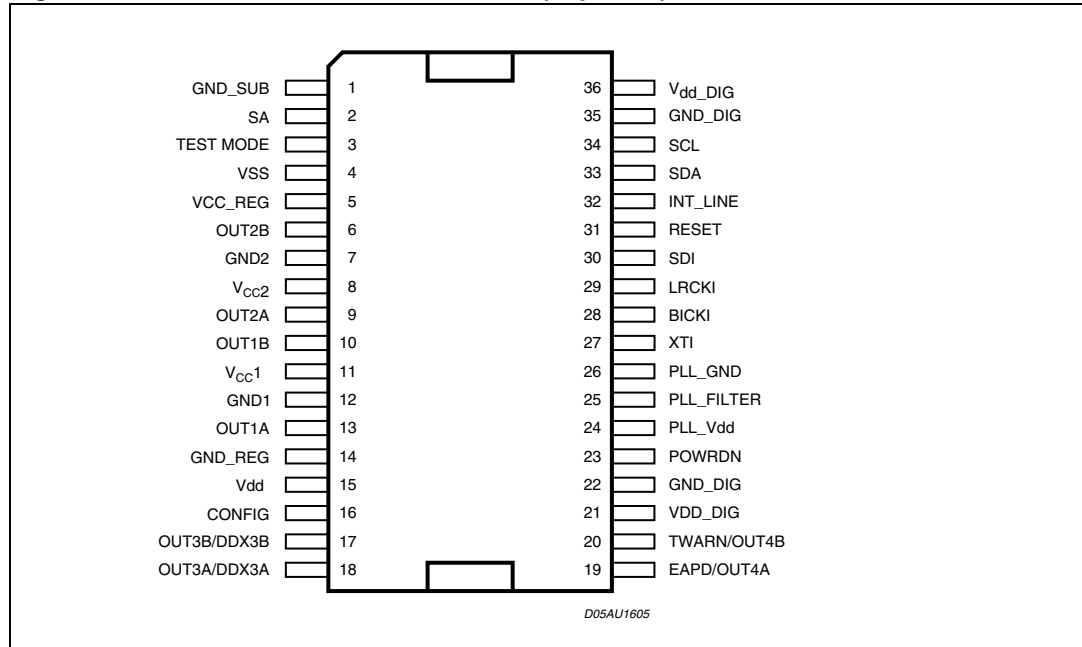 GND_SUB 1 36 Vdd_DIG
SA 2 35 GND_DIG
TEST MODE 3 34 SCL
VSS 4 33 SDA
VCC_REG 5 32 INT_LINE
OUT2B 6 31 RESET
GND2 7 30 SDI
VCC2 8 29 LRCKI
OUT2A 9 28 BICKI
OUT1B 10 27 XTI
VCC1 11 26 PLL_GND
GND1 12 25 PLL_FILTER
OUT1A 13 24 PLL_Vdd
GND_REG 14 23 POWRDN
Vdd 15 22 GND_DIG
CONFIG 16 21 VDD_DIG
OUT3B/DDX3B 17 20 TWARN/OUT4B
OUT3A/DDX3A 18 19 EAPD/OUT4A
D05AU1605